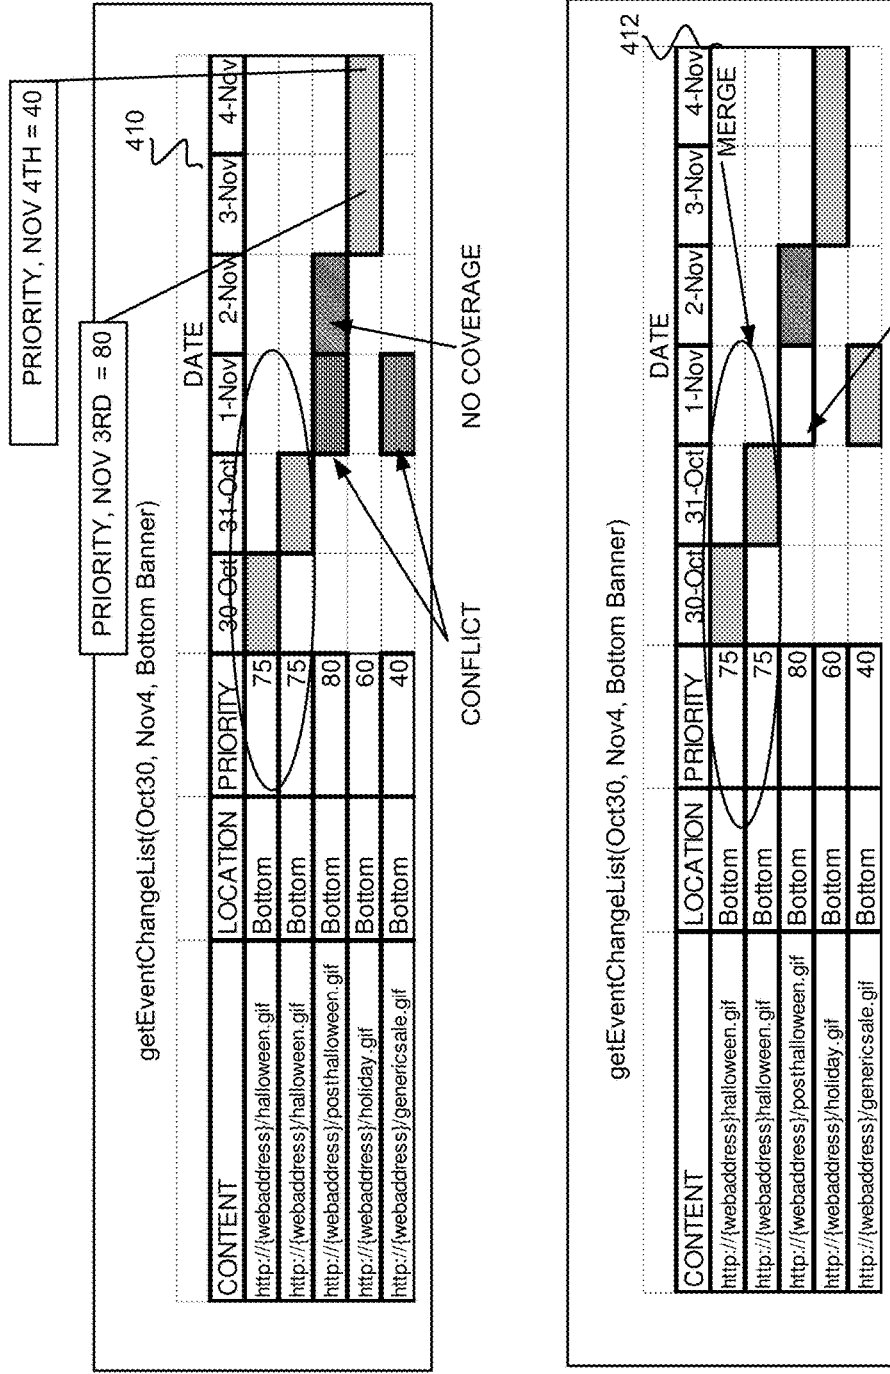 PRIORITY, NOV 4TH = 40
PRIORITY, NOV 3RD = 80
getEventChangeList(Oct30, Nov4, Bottom Banner)
410
DATE
CONTENT LOCATION PRIORITY 30-Oct 31-Oct 1-Nov 2-Nov 3-Nov 4-Nov
http://{webaddress}/halloween.gif Bottom 75
http://{webaddress}/halloween.gif Bottom 75
http://{webaddress}/posthalloween.gif Bottom 80
http://{webaddress}/holiday.gif Bottom 60
http://{webaddress}/genericsale.gif Bottom 40
CONFLICT
NO COVERAGE
getEventChangeList(Oct30, Nov4, Bottom Banner)
412
DATE
CONTENT LOCATION PRIORITY 30-Oct 31-Oct 1-Nov 2-Nov 3-Nov 4-Nov
MERGE
http://{webaddress}halloween.gif Bottom 75
http://{webaddress}halloween.gif Bottom 75
http://{webaddress}/posthalloween.gif Bottom 80
http://{webaddress}/holiday.gif Bottom 60
http://{webaddress}/genericsale.gif Bottom 40